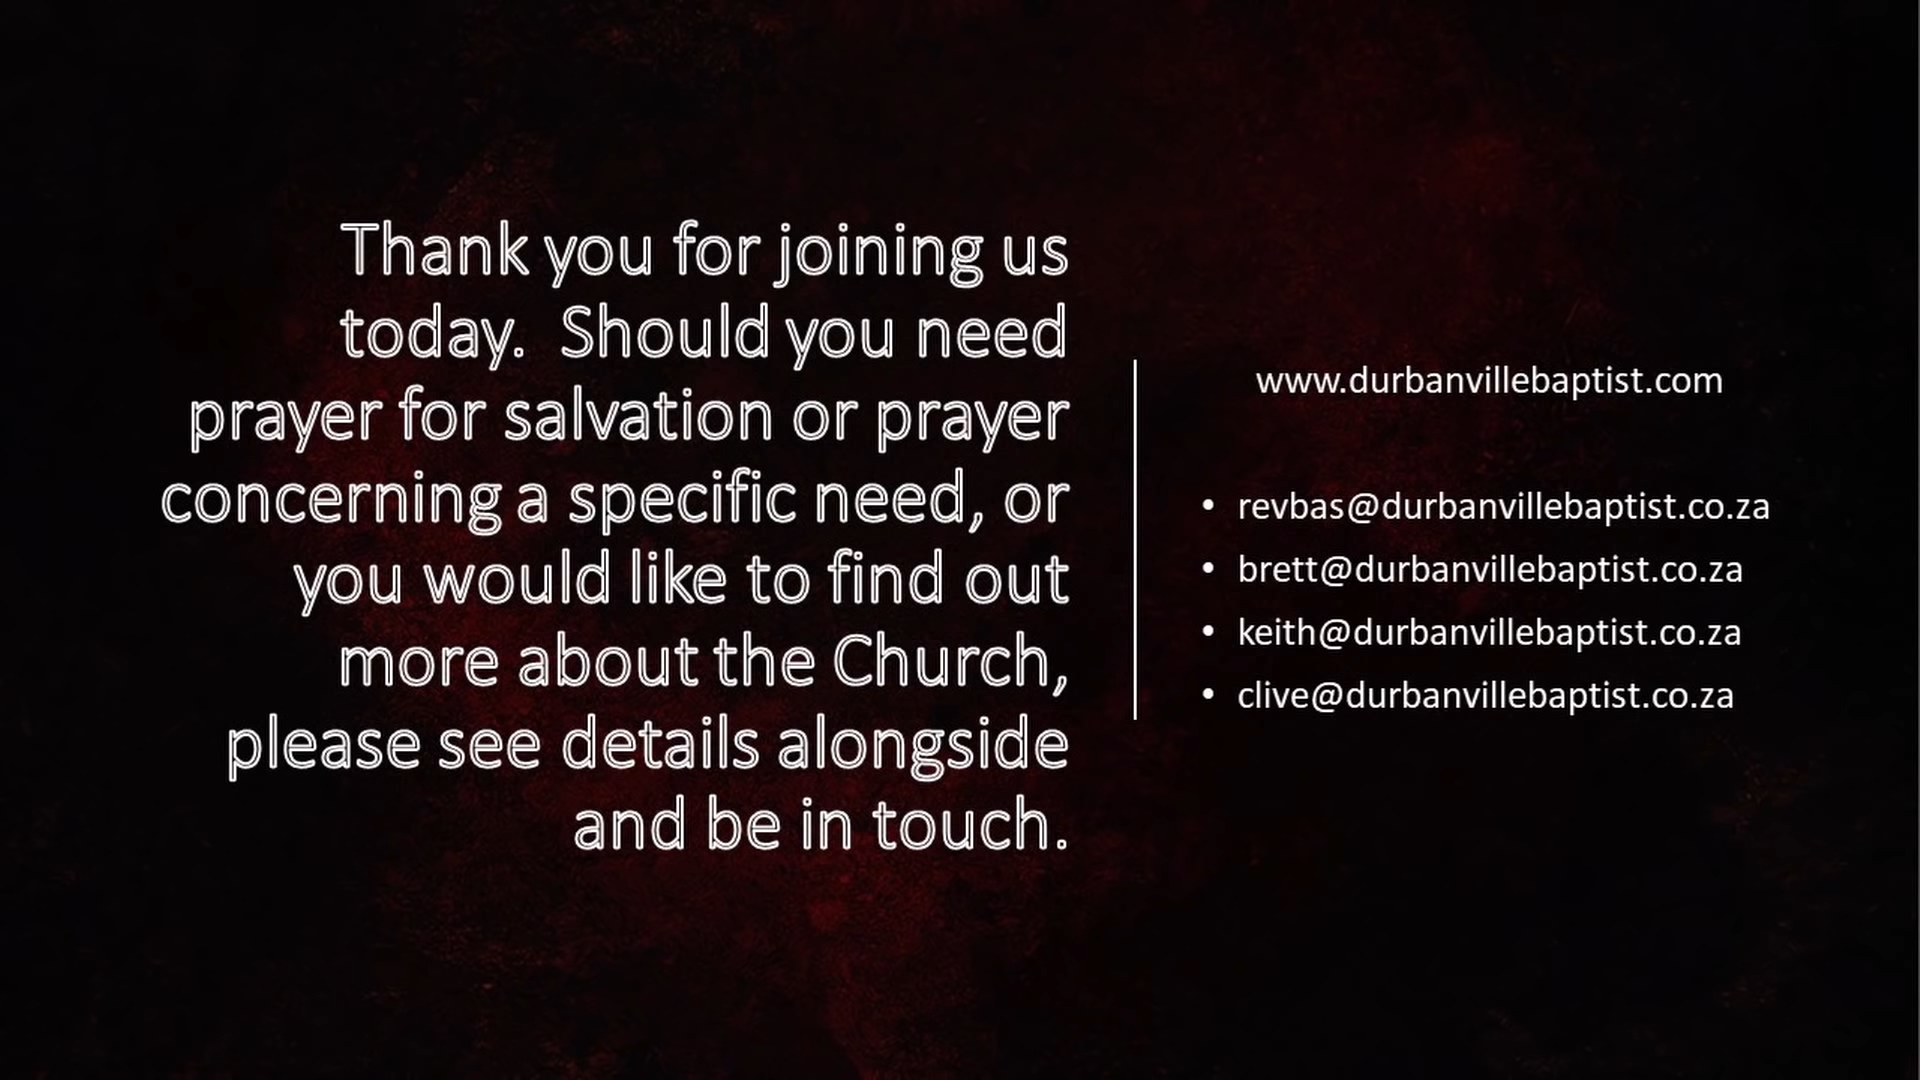 Thank you for joining us
today.  Should you need
prayer for salvation or prayer
concerning a specific need, or
you would like to find out
more about the Church,
please see details alongside
and be in touch.
www.durbanvillebaptist.com
• revbas@durbanvillebaptist.co.za
• brett@durbanvillebaptist.co.za
• keith@durbanvillebaptist.co.za
• clive@durbanvillebaptist.co.za